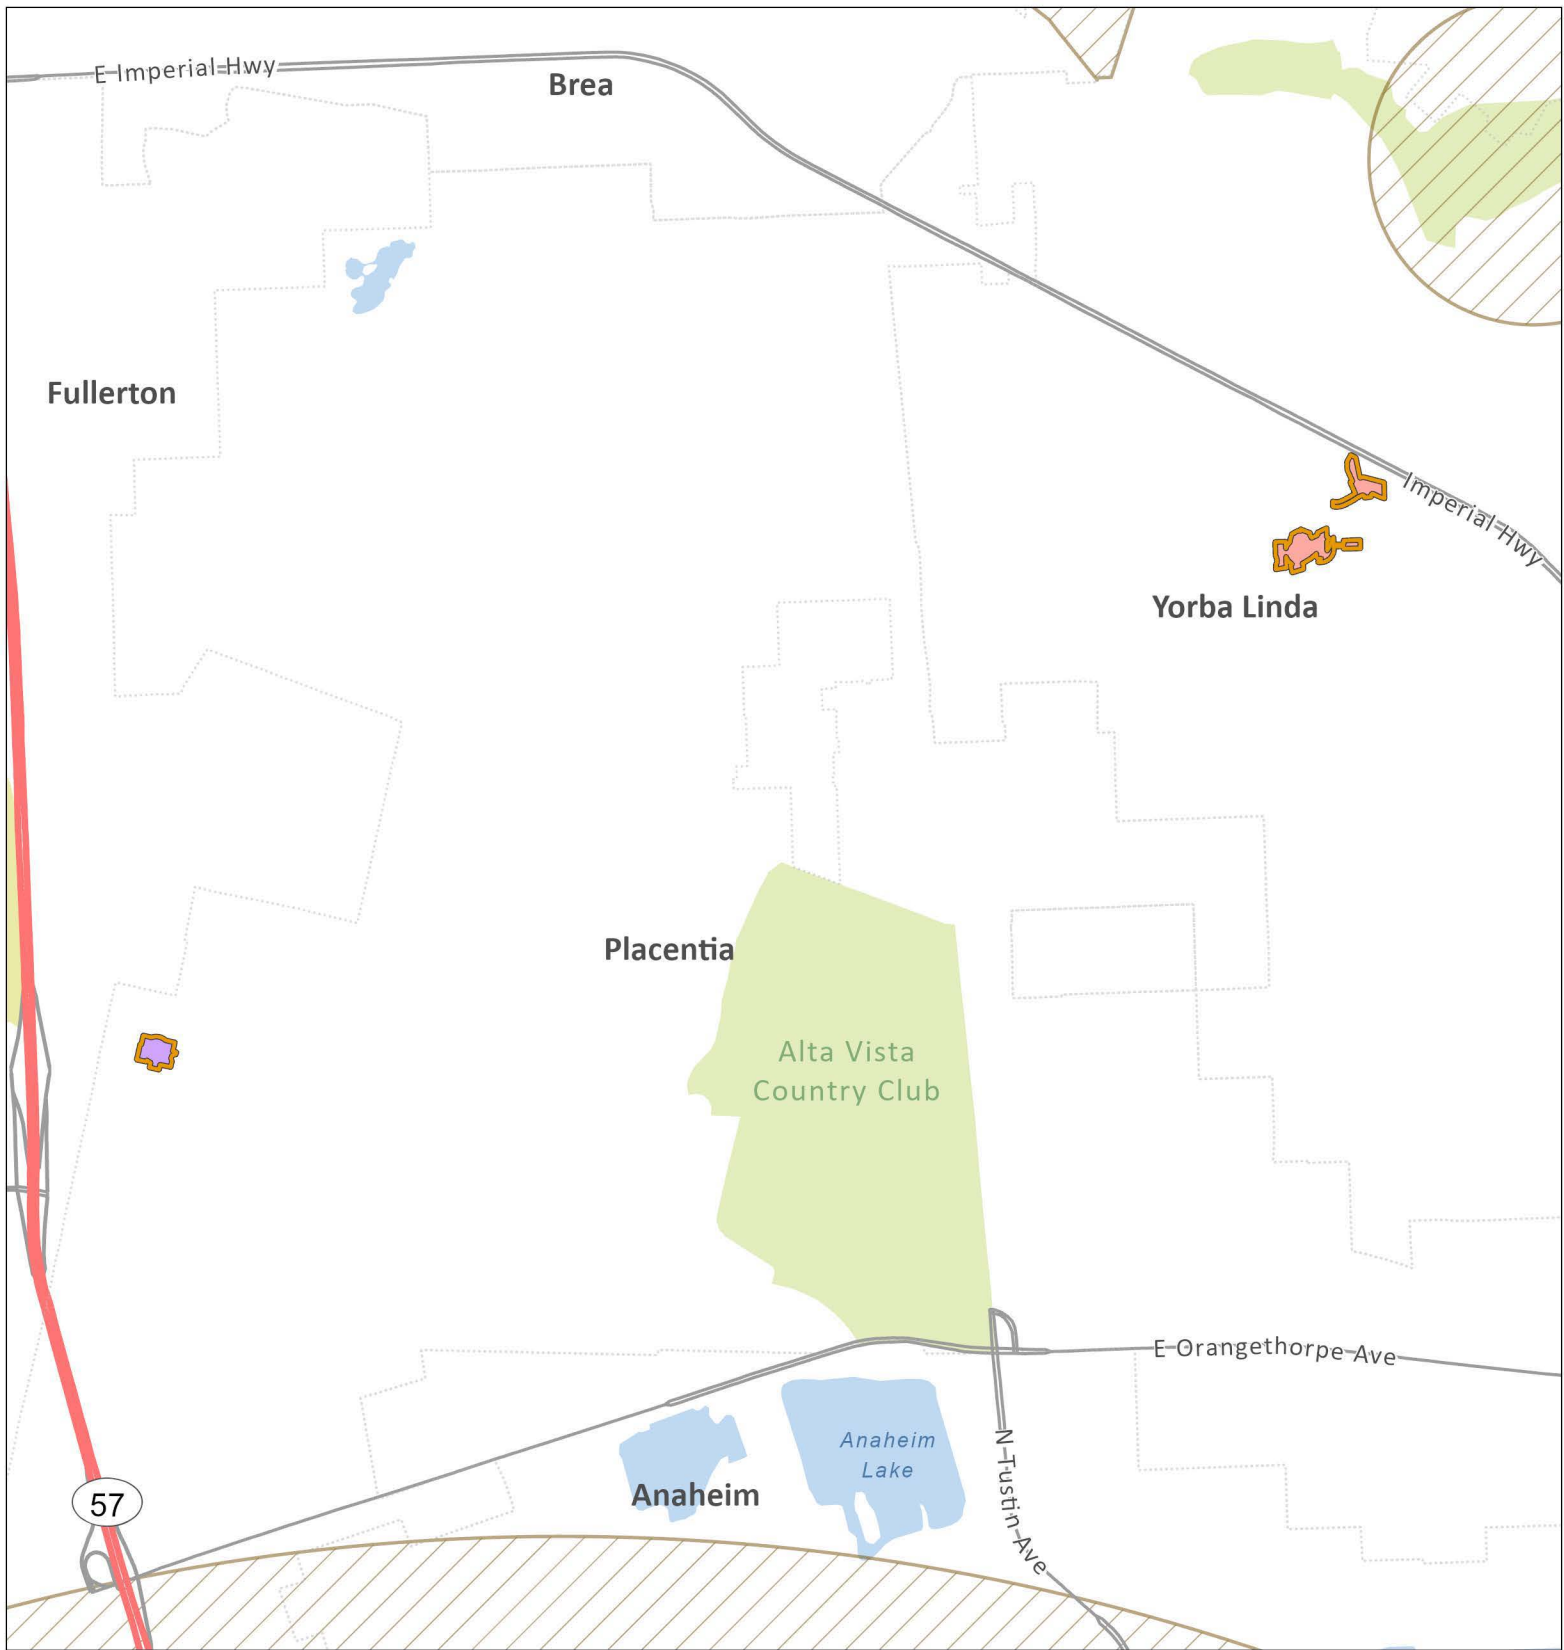 E Imperial Hwy
Brea
Fullerton
Imperial Hwy
Yorba Linda
Placentia
Alta Vista
Country Club
E Orangethorpe Ave
Anaheim
Lake
N Tustin Ave
Anaheim
57